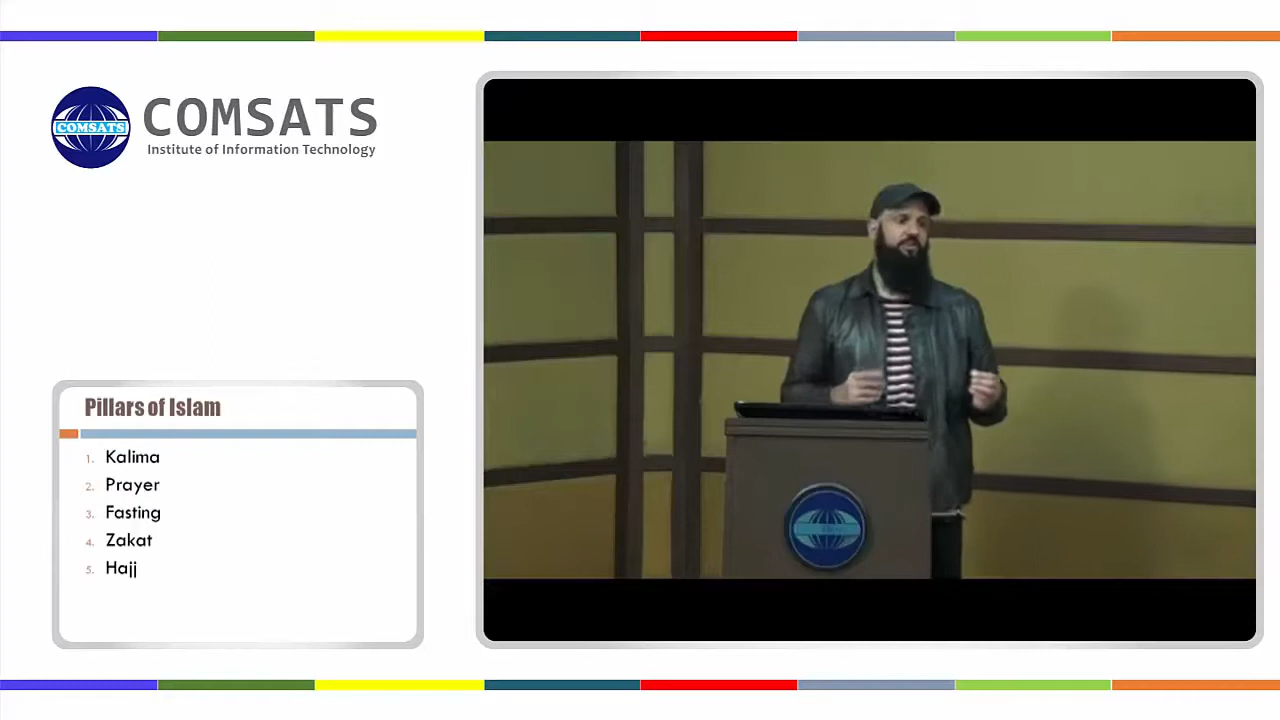 COMSATS
COMSATS
Institute of Information Technology
Pillars of Islam
1. Kalima
2. Prayer
3. Fasting
4. Zakat
5. Hajj